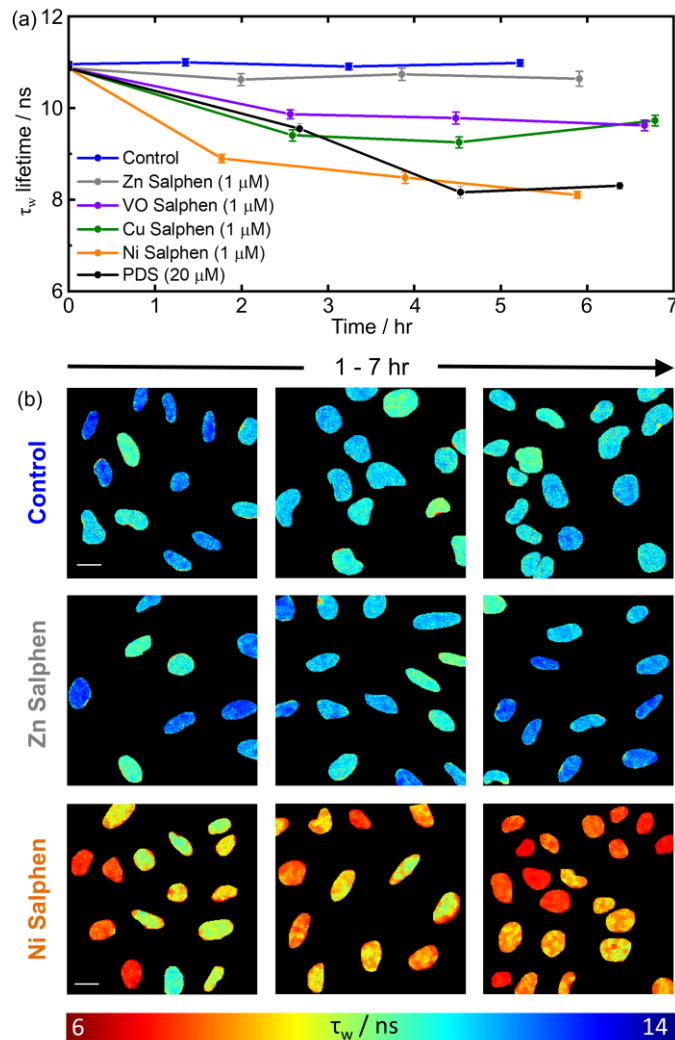 (a)
12
10
8
6
τw lifetime / ns
Control
Zn Salphen (1 μM)
VO Salphen (1 μM)
Cu Salphen (1 μM)
Ni Salphen (1 μM)
PDS (20 μM)
0 1 2 3 4 5 6 7
Time / hr
1 - 7 hr
(b)
Control
Zn Salphen
Ni Salphen
6 τw / ns 14